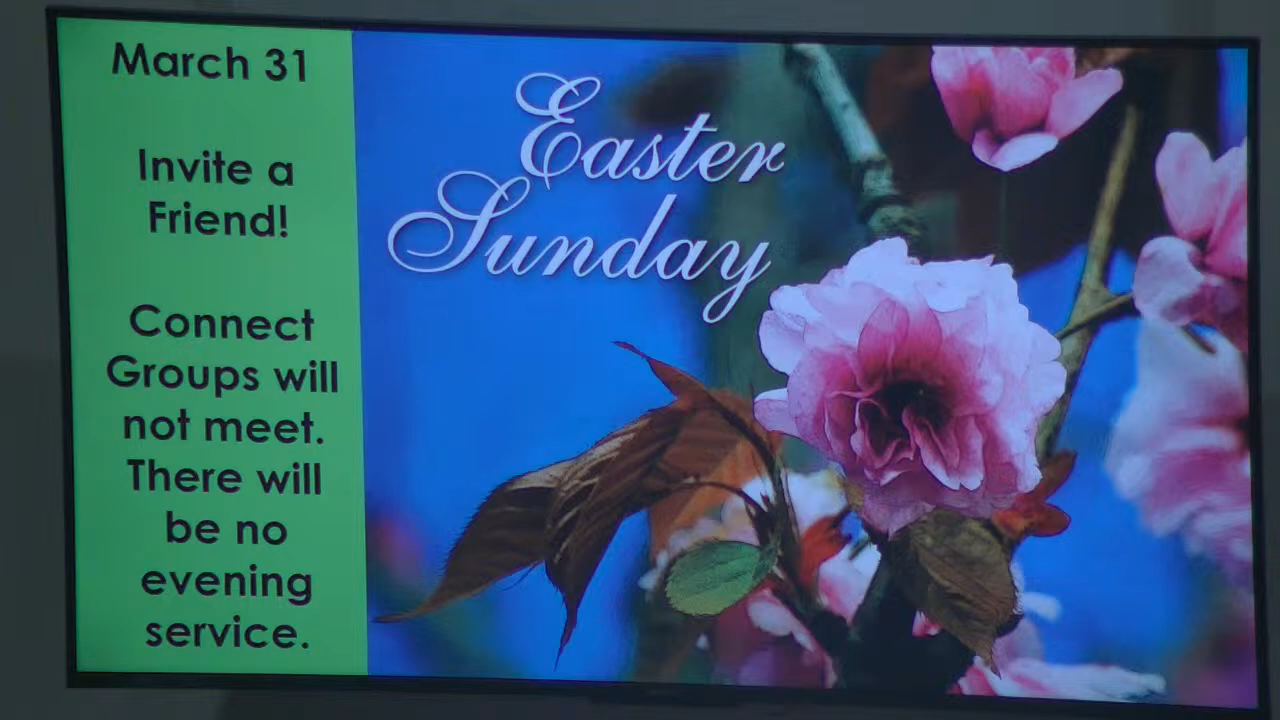 March 31
Invite a
Friend!
Connect
Groups will
not meet.
There will
be no
evening
service.
Easter
Sunday